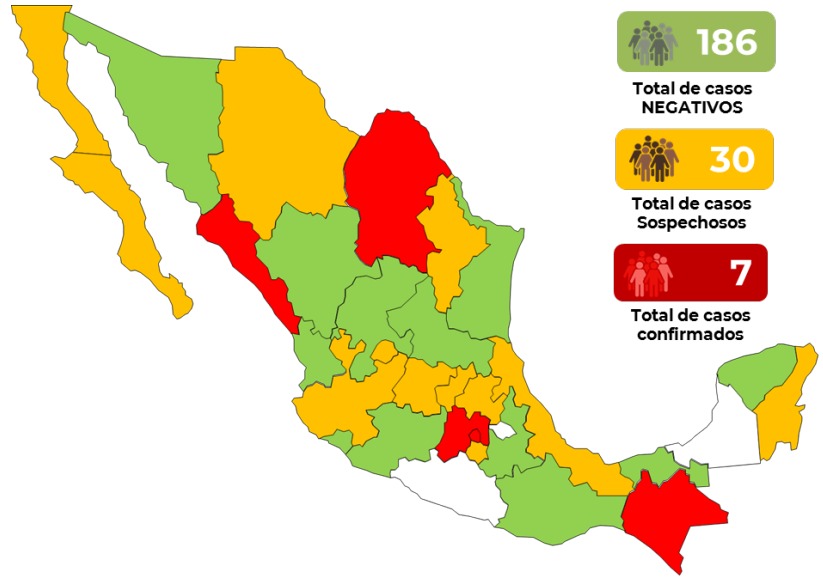 186
Total de casos
NEGATIVOS
30
Total de casos
Sospechosos
7
Total de casos
confirmados